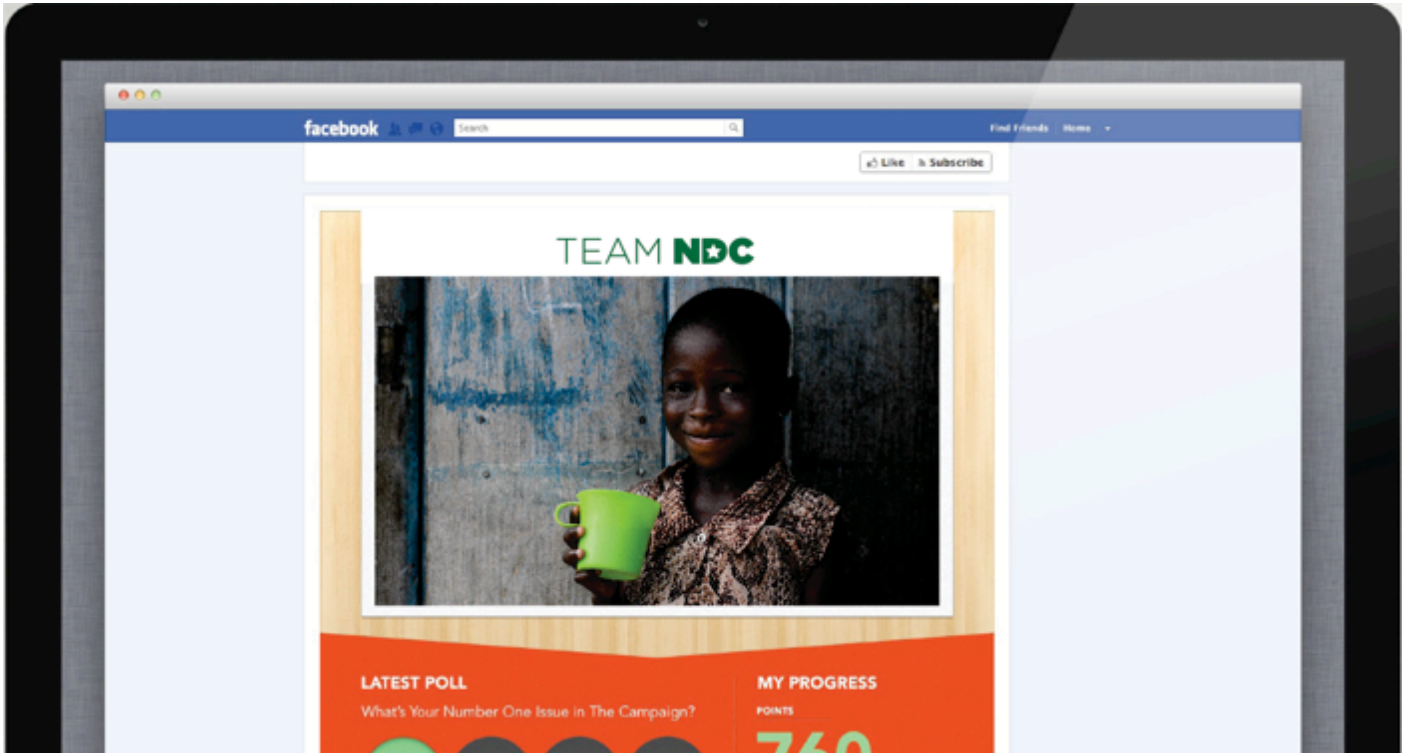 facebook
Search
Find Friends Home
Like Subscribe
TEAM NDC
LATEST POLL
What's Your Number One Issue in The Campaign?
MY PROGRESS
POINTS
760